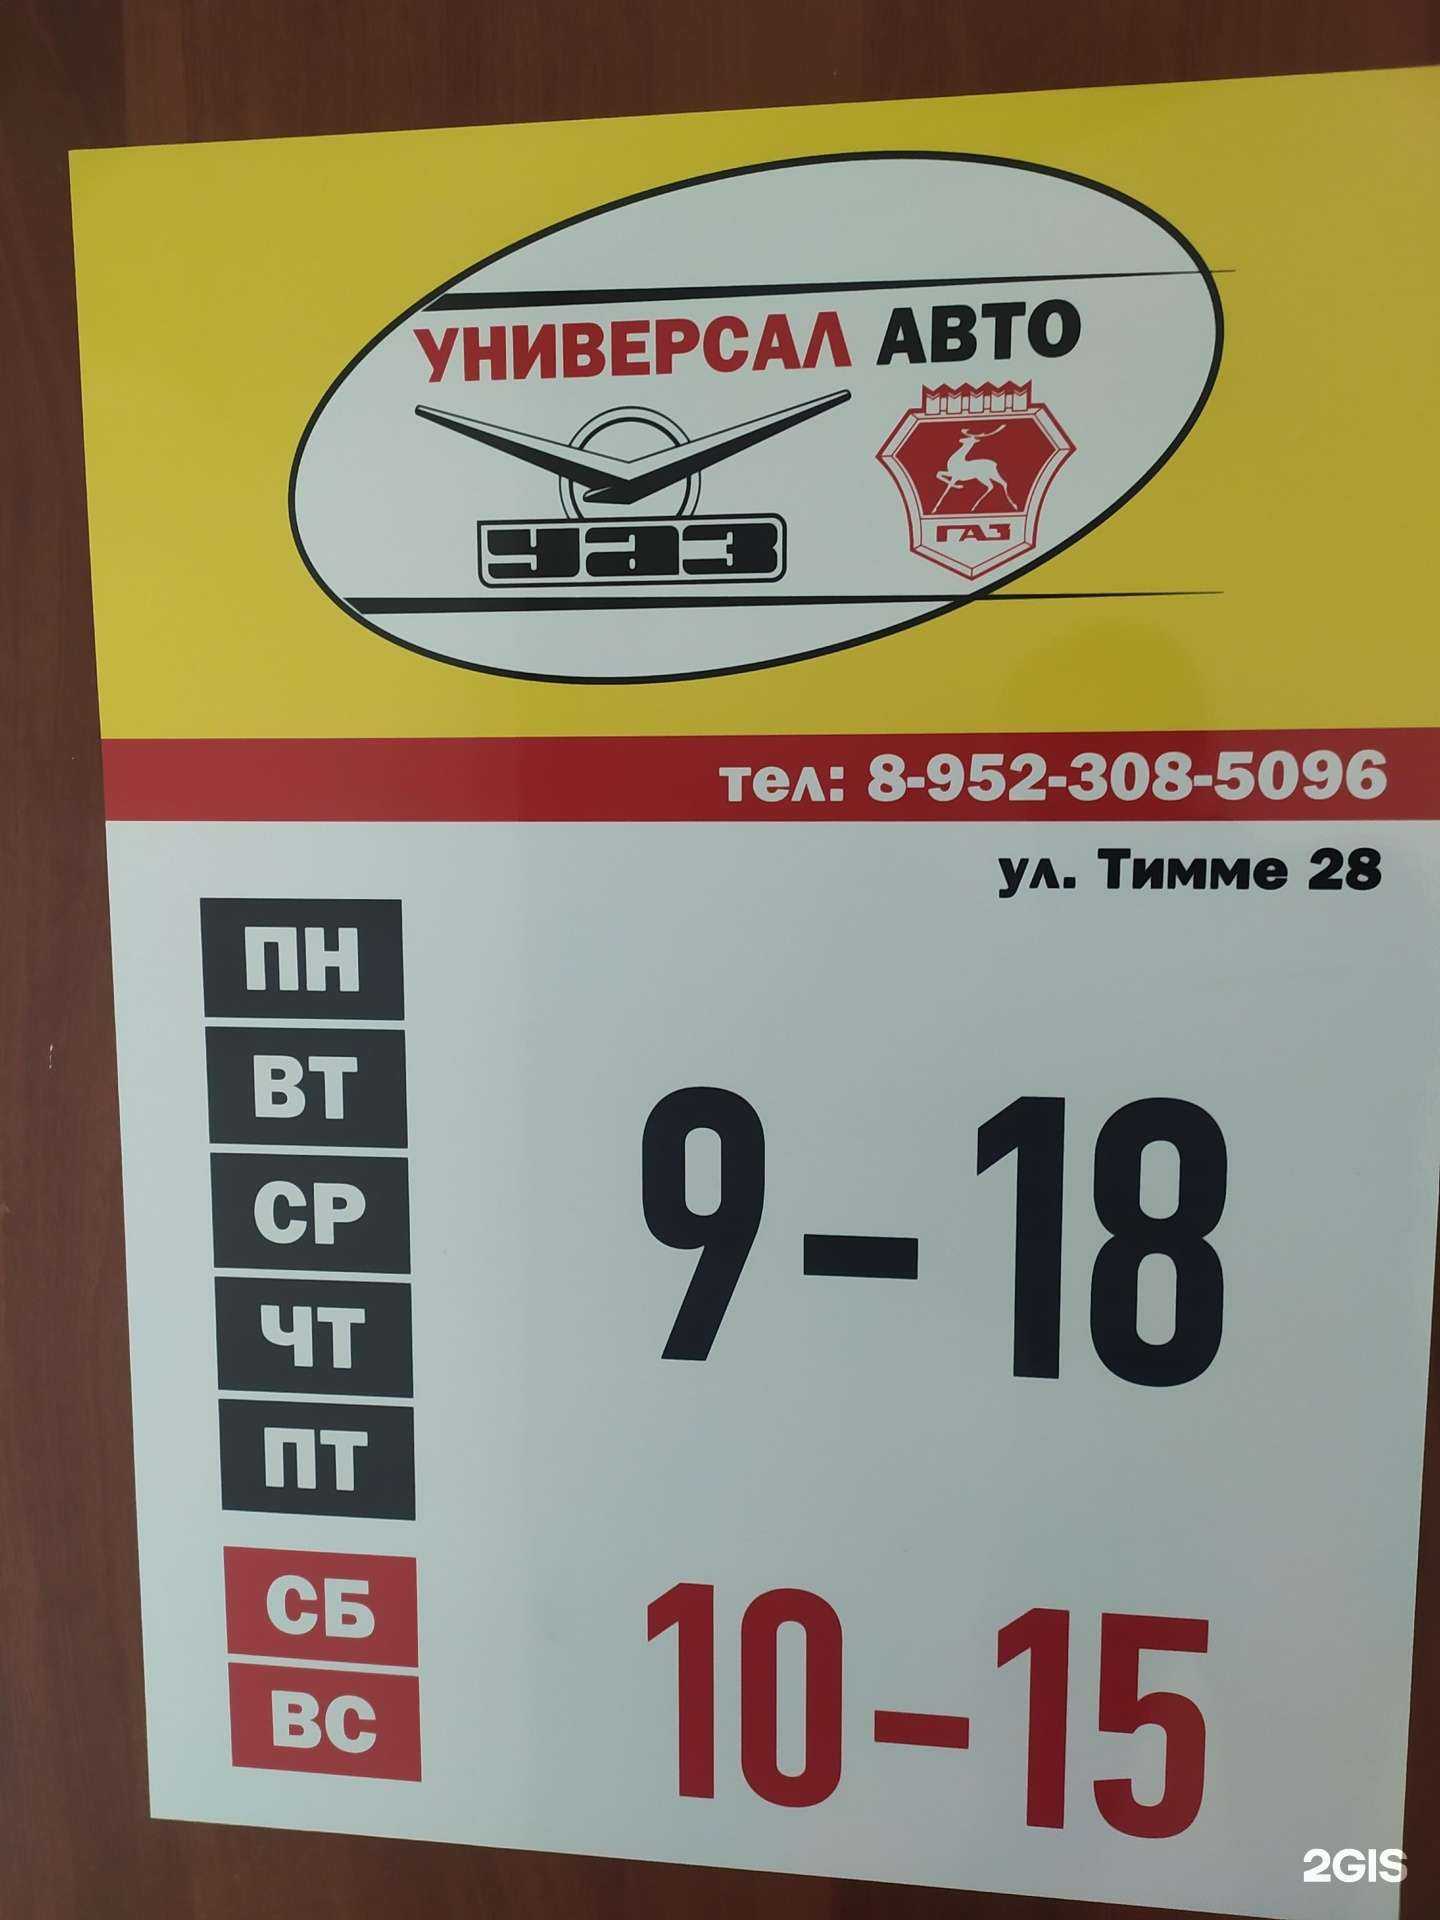 УНИВЕРСАЛ АВТО
УАЗ
ГАЗ
тел: 8-952-308-5096
ул. Тимме 28
ПН
ВТ
СР
ЧТ
ПТ
9-18
СБ
ВС
10-15
2GIS